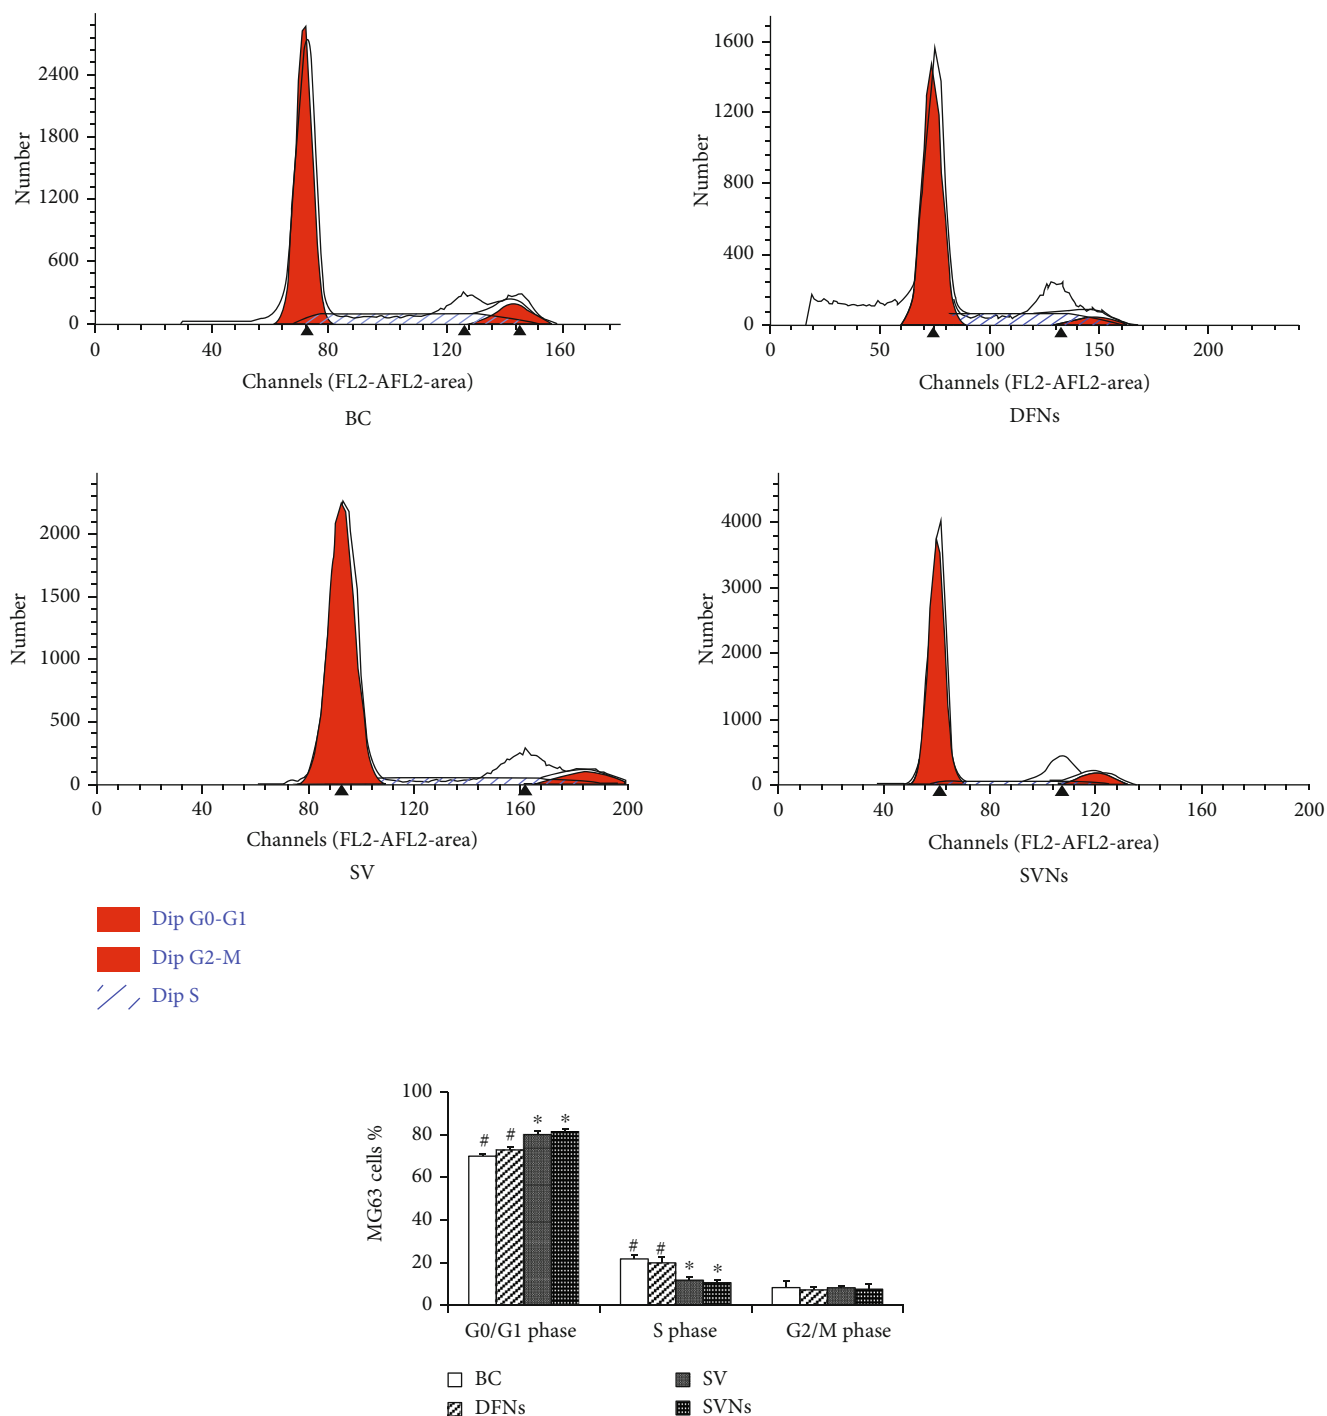 Number
2400
1800
1200
600
0
0 40 80 120 160
Channels (FL2-AFL2-area)
BC
Number
1600
1200
800
400
0
0 50 100 150 200
Channels (FL2-AFL2-area)
DFNs
Number
2000
1500
1000
500
0
0 40 80 120 160 200
Channels (FL2-AFL2-area)
SV
Number
4000
3000
2000
1000
0
0 40 80 120 160 200
Channels (FL2-AFL2-area)
SVNs
Dip G0-G1
Dip G2-M
Dip S
MG63 cells %
100
80
60
40
20
0
# # * *
# # * *
G0/G1 phase S phase G2/M phase
BC SV
DFNs SVNs